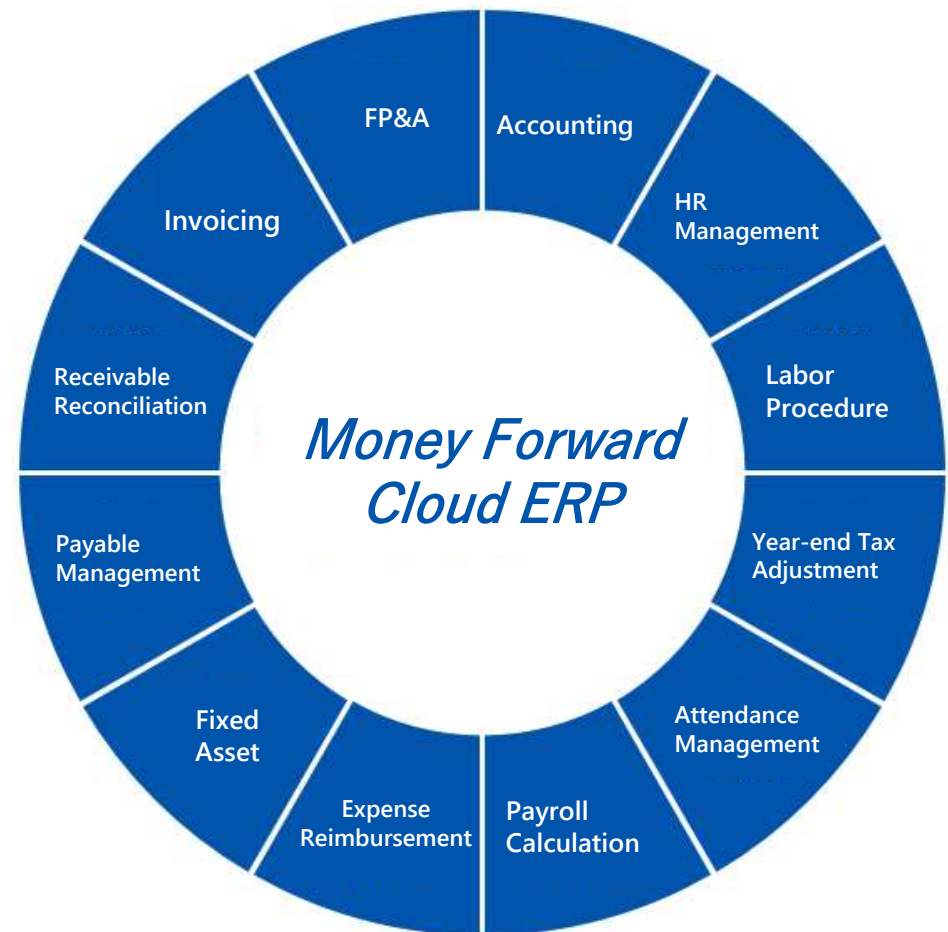 FP&A
Accounting
HR
Management
Labor
Procedure
Year-end Tax
Adjustment
Attendance
Management
Payroll
Calculation
Expense
Reimbursement
Fixed
Asset
Payable
Management
Receivable
Reconciliation
Invoicing
Money Forward
Cloud ERP